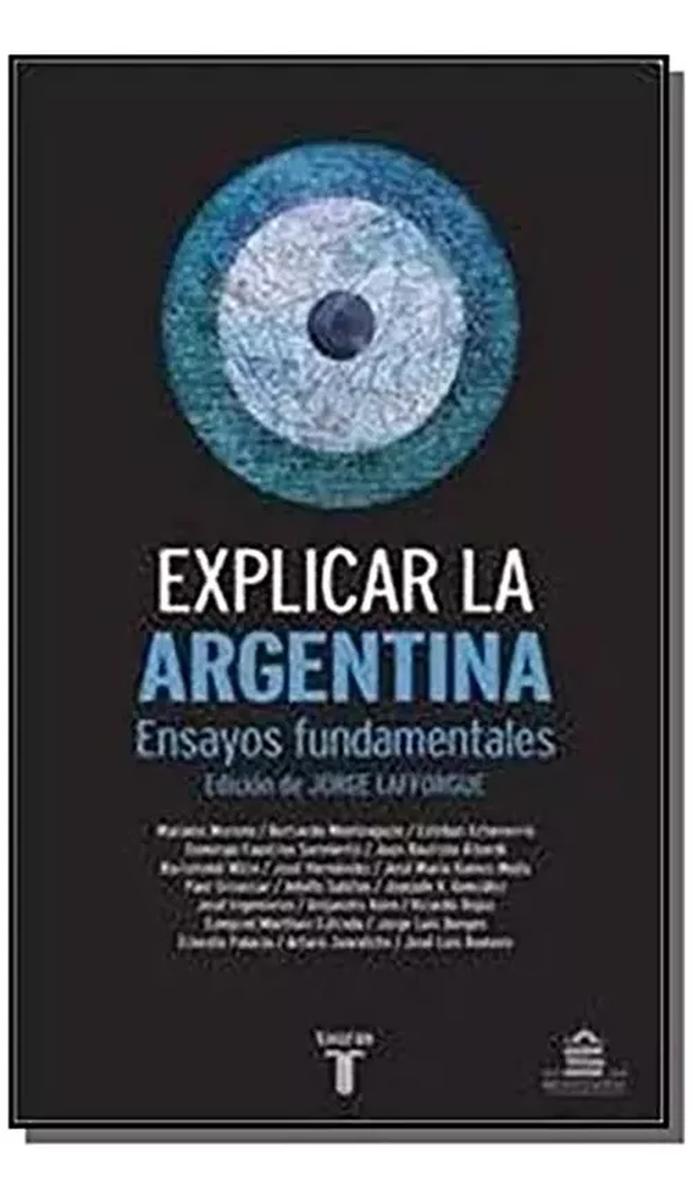 EXPLICAR LA
ARGENTINA
Ensayos fundamentales
Edición de JORGE LAFFORGUE
Mariano Moreno / Bernardo Monteagudo / Esteban Echeverría
Domingo Faustino Sarmiento / Juan Bautista Alberdi
Bartolomé Mitre / José Hernández / José María Ramos Mejía
Paul Groussac / Adolfo Saldías / Joaquín V. González
José Ingenieros / Alejandro Korn / Ricardo Rojas
Ezequiel Martínez Estrada / Jorge Luis Borges
Ernesto Palacio / Arturo Jauretche / José Luis Romero
taurus
T